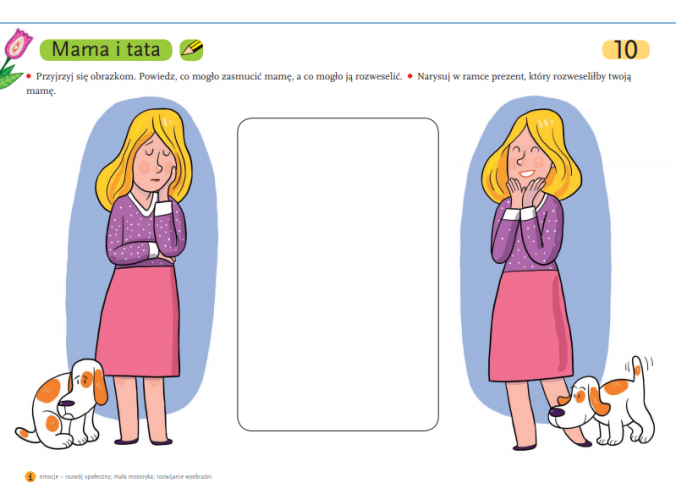 Mama i tata
10
• Przyjrzyj się obrazkom. Powiedz, co mogło zasmucić mamę, a co mogło ją rozweselić. • Narysuj w ramce prezent, który rozweseliłby twoją
mamę.
emocje – rozwój społeczny; mała motoryka; rozwijanie wyobraźni